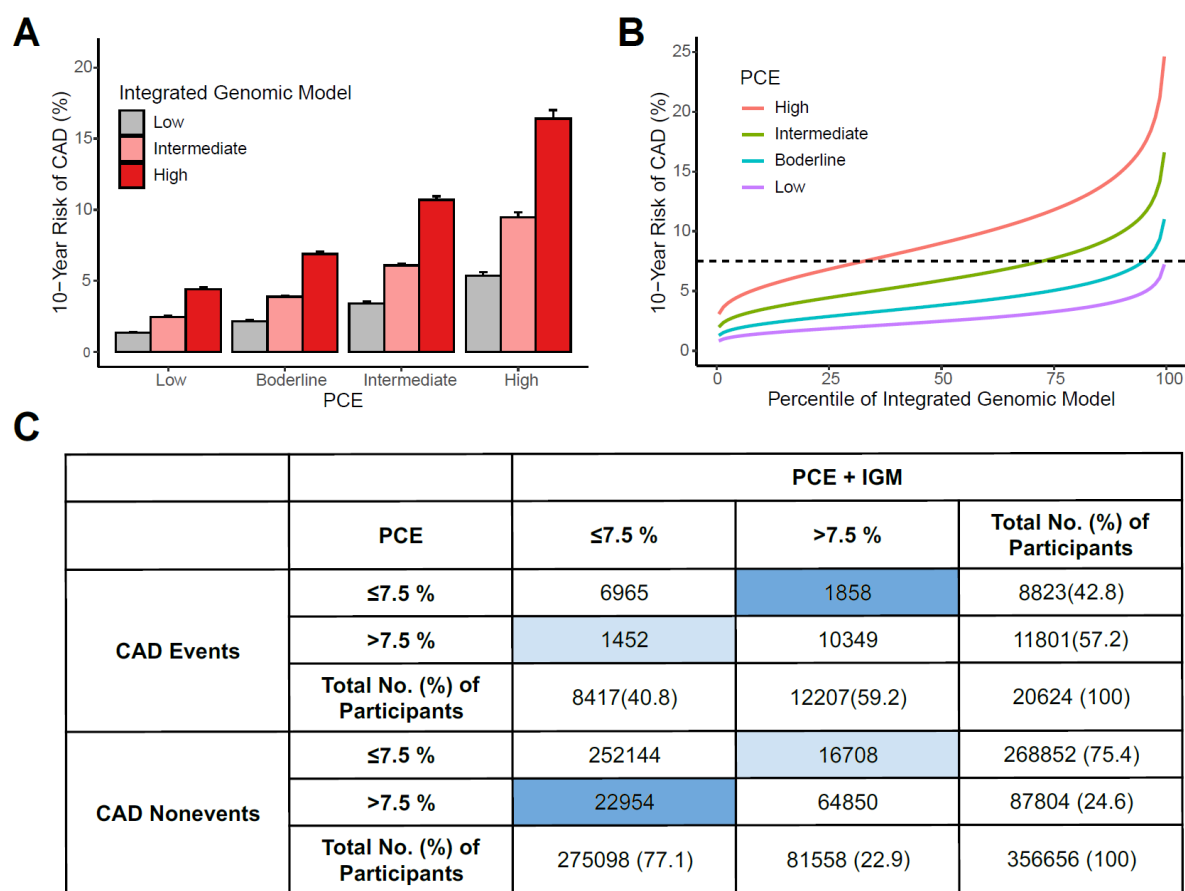 A
10−Year Risk of CAD (%)
20
15
10
5
0
Integrated Genomic Model
Low
Intermediate
High
Low
Boderline
Intermediate
High
PCE
B
10−Year Risk of CAD (%)
25
20
15
10
5
0
PCE
High
Intermediate
Boderline
Low
0
25
50
75
100
Percentile of Integrated Genomic Model
C
PCE + IGM
PCE
≤7.5 %
>7.5 %
Total No. (%) of
Participants
CAD Events
≤7.5 %
6965
1858
8823(42.8)
>7.5 %
1452
10349
11801(57.2)
Total No. (%) of
Participants
8417(40.8)
12207(59.2)
20624 (100)
CAD Nonevents
≤7.5 %
252144
16708
268852 (75.4)
>7.5 %
22954
64850
87804 (24.6)
Total No. (%) of
Participants
275098 (77.1)
81558 (22.9)
356656 (100)